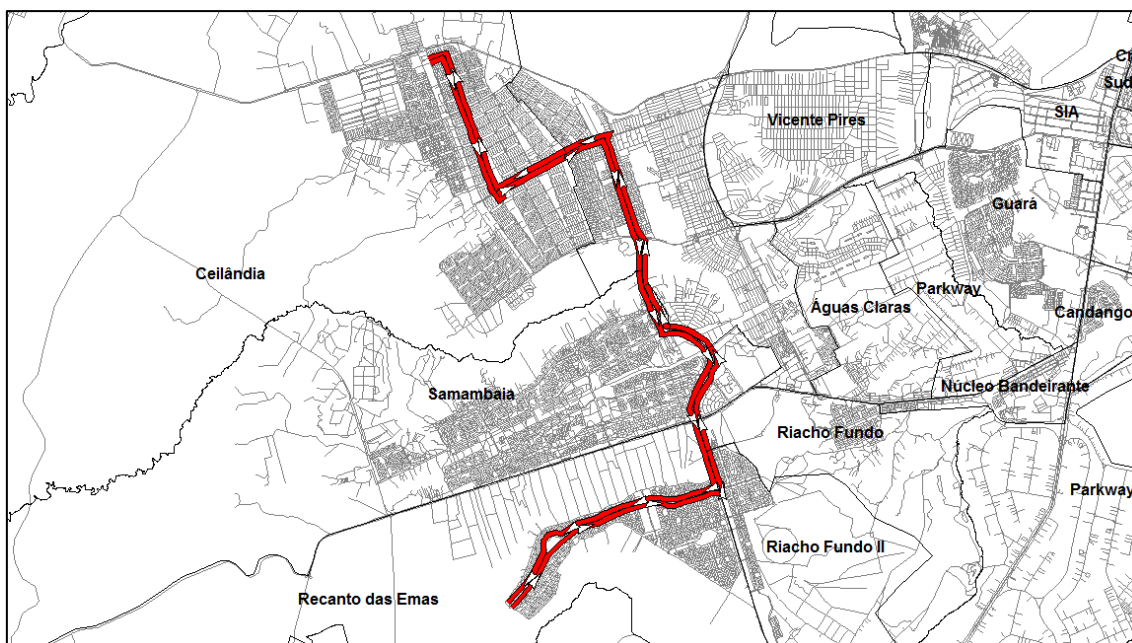 Vicente Pires
SIA
Guará
Ceilândia
Parkway
Águas Claras
Candango
Samambaia
Núcleo Bandeirante
Riacho Fundo
Parkway
Riacho Fundo II
Recanto das Emas